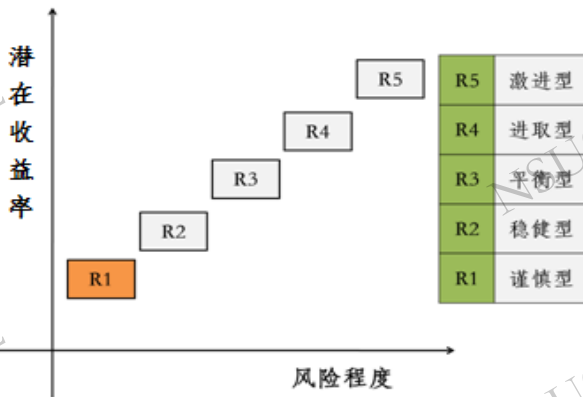 潜在收益率
R5
R4
R3
R2
R1
风险程度
R5 激进型
R4 进取型
R3 平衡型
R2 稳健型
R1 谨慎型